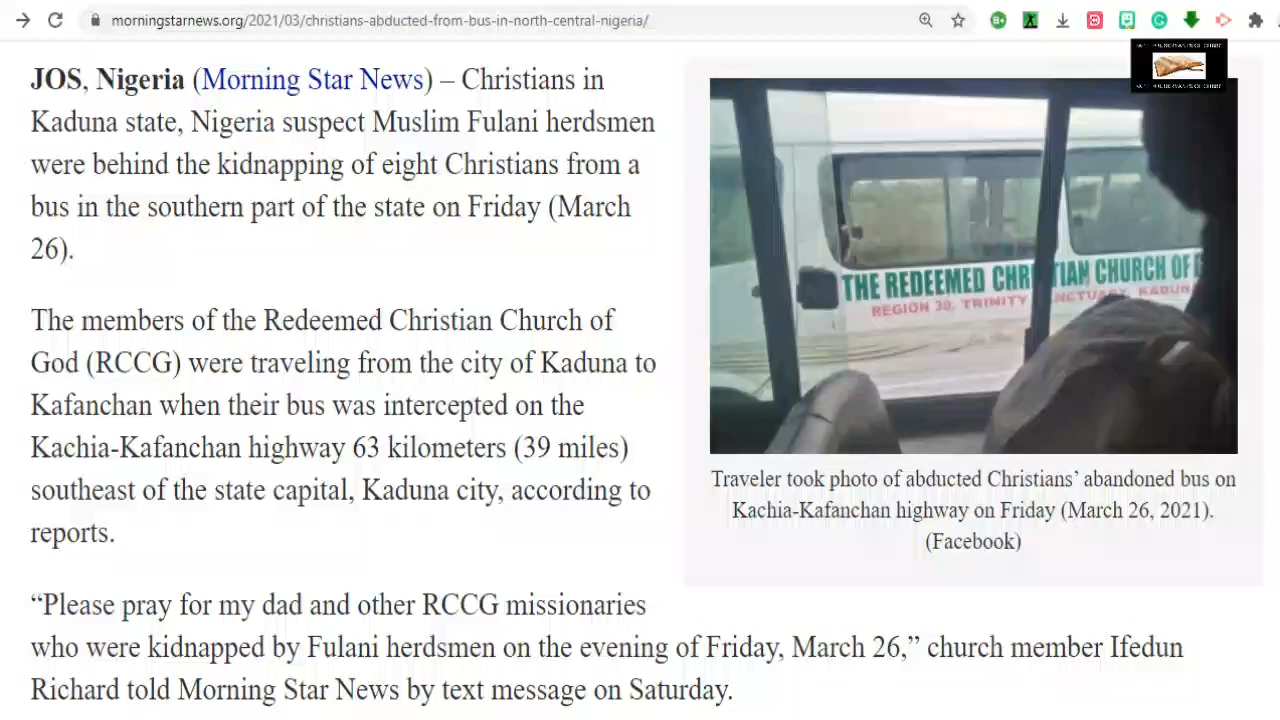 morningstarnews.org/2021/03/christians-abducted-from-bus-in-north-central-nigeria/
JOS, Nigeria (Morning Star News) – Christians in
Kaduna state, Nigeria suspect Muslim Fulani herdsmen
were behind the kidnapping of eight Christians from a
bus in the southern part of the state on Friday (March
26).
The members of the Redeemed Christian Church of
God (RCCG) were traveling from the city of Kaduna to
Kafanchan when their bus was intercepted on the
Kachia-Kafanchan highway 63 kilometers (39 miles)
southeast of the state capital, Kaduna city, according to
reports.
“Please pray for my dad and other RCCG missionaries
who were kidnapped by Fulani herdsmen on the evening of Friday, March 26,” church member Ifedun
Richard told Morning Star News by text message on Saturday.
THE REDEEMED CHRI TIAN CHURCH OF
REGION 30, TRINITY
Traveler took photo of abducted Christians’ abandoned bus on
Kachia-Kafanchan highway on Friday (March 26, 2021).
(Facebook)